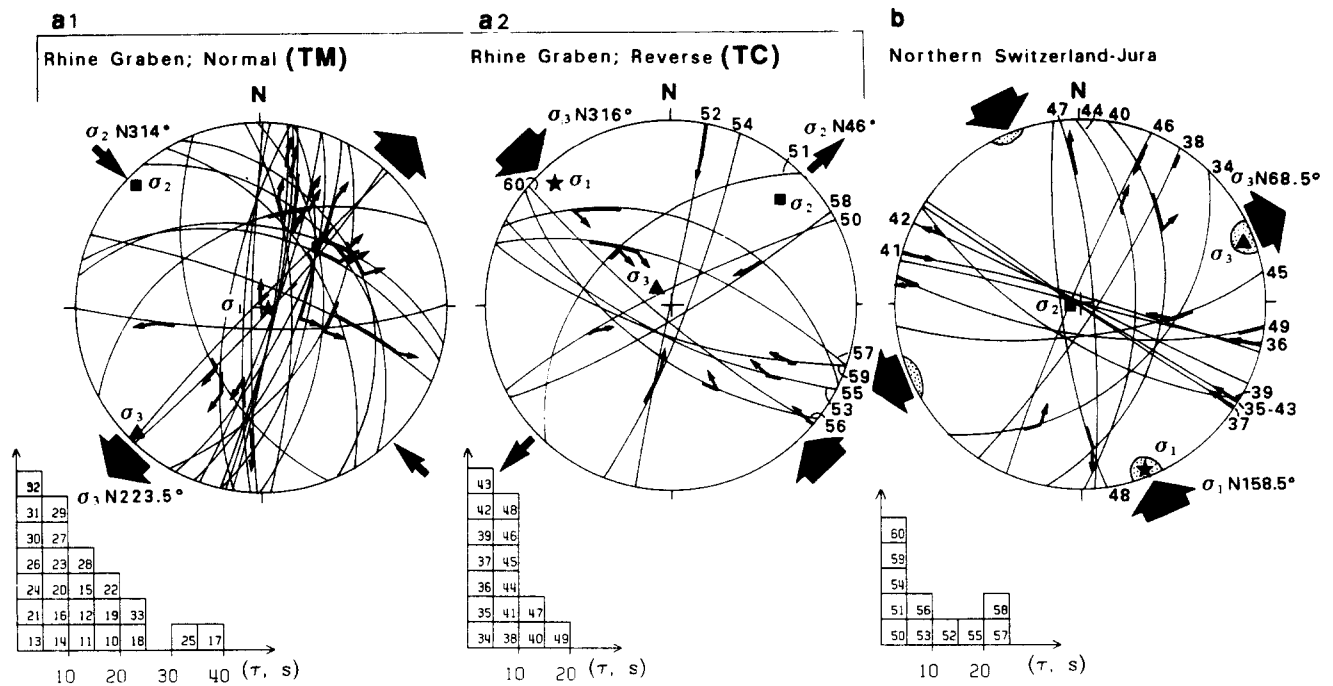 a1
a2
b
Rhine Graben; Normal (TM)
Rhine Graben; Reverse (TC)
Northern Switzerland-Jura
N
σ2 N314°
σ2
σ1
σ3
σ3 N223.5°
N
σ3 N316°
52
54
σ2 N46°
51
60
σ1
σ2
58
50
σ3
57
59
55
53
56
N
47 44 40
46
38
34
σ3 N68.5°
42
41
σ3
45
σ2
49
36
39
35-43
37
σ1
48
σ1 N158.5°
32
31 29
30 27
26 23 28
24 20 15 22
21 16 12 19 33
13 14 11 10 18 25 17
10 20 30 40 (τ, s)
43
42 48
39 46
37 45
36 44
35 41 47
34 38 40 49
10 20 (τ, s)
60
59
54
51 56 58
50 53 52 55 57
10 20 (τ, s)